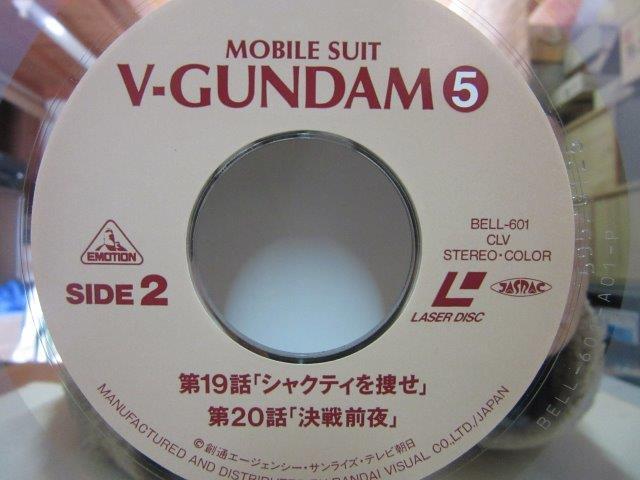 MOBILE SUIT
V-GUNDAM 5
EMOTION
SIDE 2
BELL-601
CLV
STEREO・COLOR
LASER DISC
JASRAC
第19話「シャクティを捜せ」
第20話「決戦前夜」
©創通エージェンシー・サンライズ・テレビ朝日
MANUFACTURED AND DISTRIBUTED BY BANDAI VISUAL CO.,LTD./JAPAN